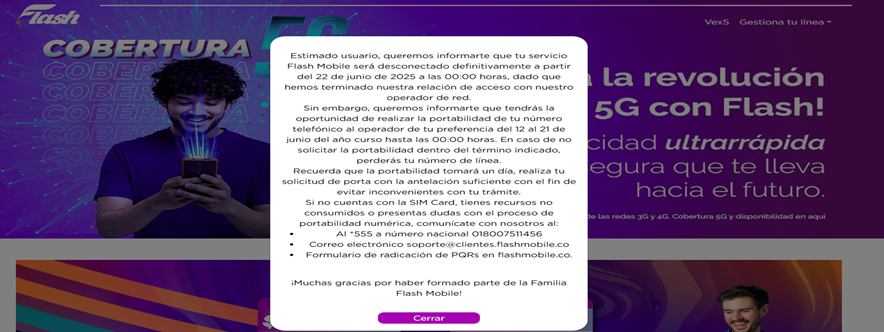 Flash
Vex5 Gestiona tu línea
COBERTURA
COBERTURA
COBERTURA
COBERTURA
a la revolución
5G con Flash!
cidad ultrarrápida
egura que te lleva
hacia el futuro.
de las redes 3G y 4G. Cobertura 5G y disponibilidad en aquí
Estimado usuario, queremos informarte que tu servicio
Flash Mobile será desconectado definitivamente a partir
del 22 de junio de 2025 a las 00:00 horas, dado que
hemos terminado nuestra relación de acceso con nuestro
operador de red.
Sin embargo, queremos informarte que tendrás la
oportunidad de realizar la portabilidad de tu número
telefónico al operador de tu preferencia del 12 al 21 de
junio del año curso hasta las 00:00 horas. En caso de no
solicitar la portabilidad dentro del término indicado,
perderás tu número de línea.
Recuerda que la portabilidad tomará un día, realiza tu
solicitud de porta con la antelación suficiente con el fin de
evitar inconvenientes con tu trámite.
Si no cuentas con la SIM Card, tienes recursos no
consumidos o presentas dudas con el proceso de
portabilidad numérica, comunícate con nosotros al:
• Al *555 a número nacional 018007511456
• Correo electrónico soporte@clientes.flashmobile.co
• Formulario de radicación de PQRs en flashmobile.co.
¡Muchas gracias por haber formado parte de la Familia
Flash Mobile!
Cerrar